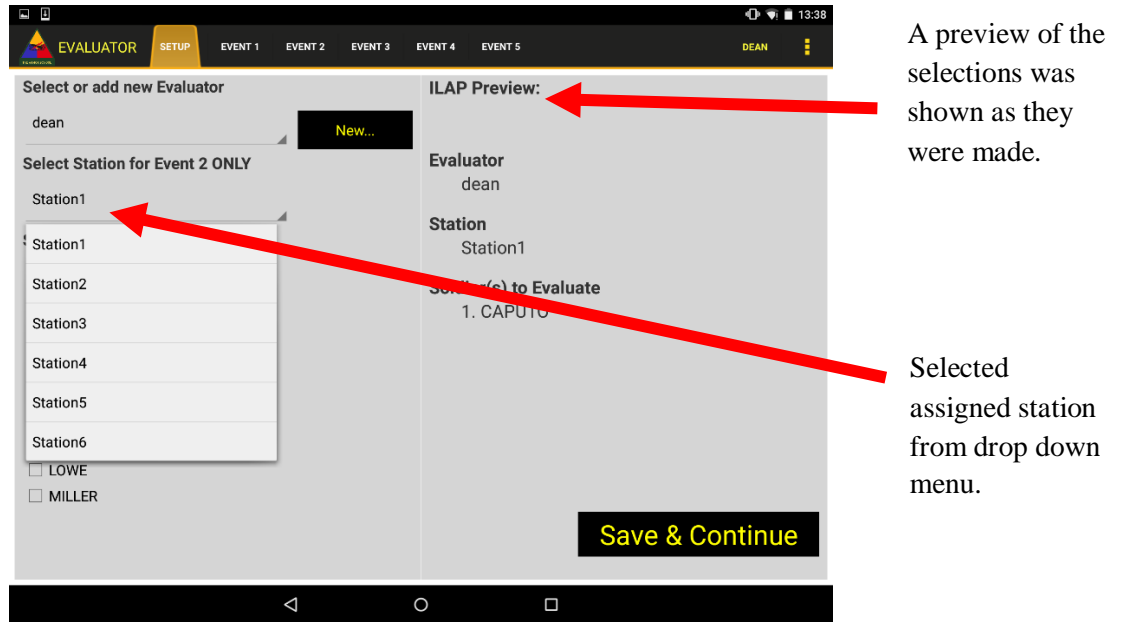 13:38
EVALUATOR SETUP EVENT 1 EVENT 2 EVENT 3 EVENT 4 EVENT 5 DEAN
Select or add new Evaluator
dean
New...
Select Station for Event 2 ONLY
Station1
Station1
Station2
Station3
Station4
Station5
Station6
LOWE
MILLER
ILAP Preview:
Evaluator
dean
Station
Station1
to Evaluate
1. CAPUTO
Save & Continue
A preview of the
selections was
shown as they
were made.
Selected
assigned station
from drop down
menu.